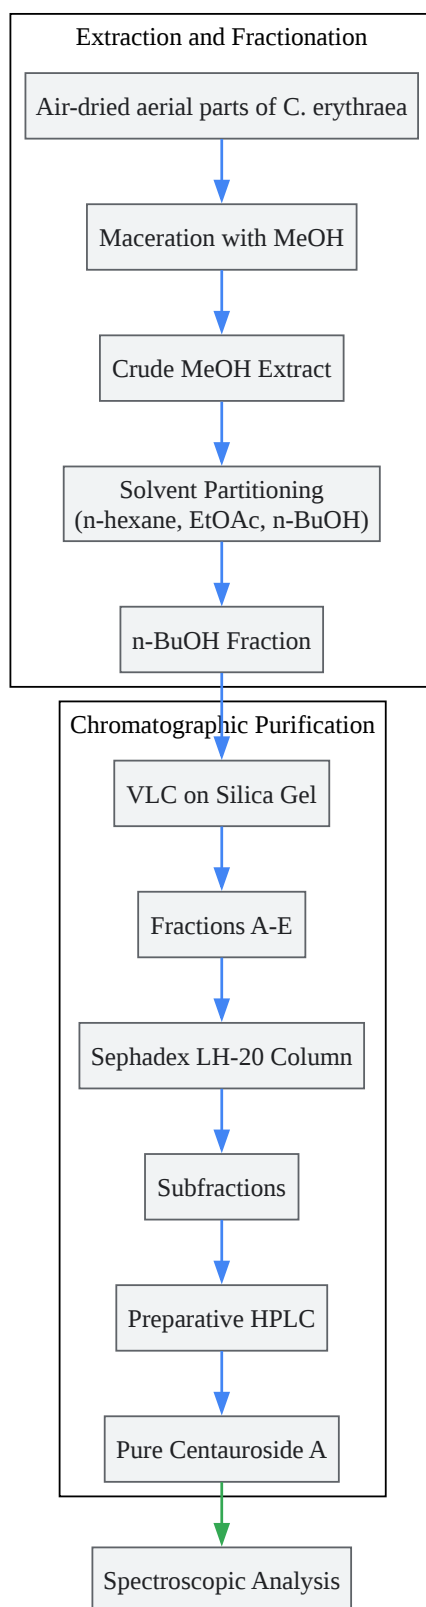 Extraction and Fractionation
Air-dried aerial parts of C. erythraea
Maceration with MeOH
Crude MeOH Extract
Solvent Partitioning
(n-hexane, EtOAc, n-BuOH)
n-BuOH Fraction
Chromatographic Purification
VLC on Silica Gel
Fractions A-E
Sephadex LH-20 Column
Subfractions
Preparative HPLC
Pure Centauroside A
Spectroscopic Analysis